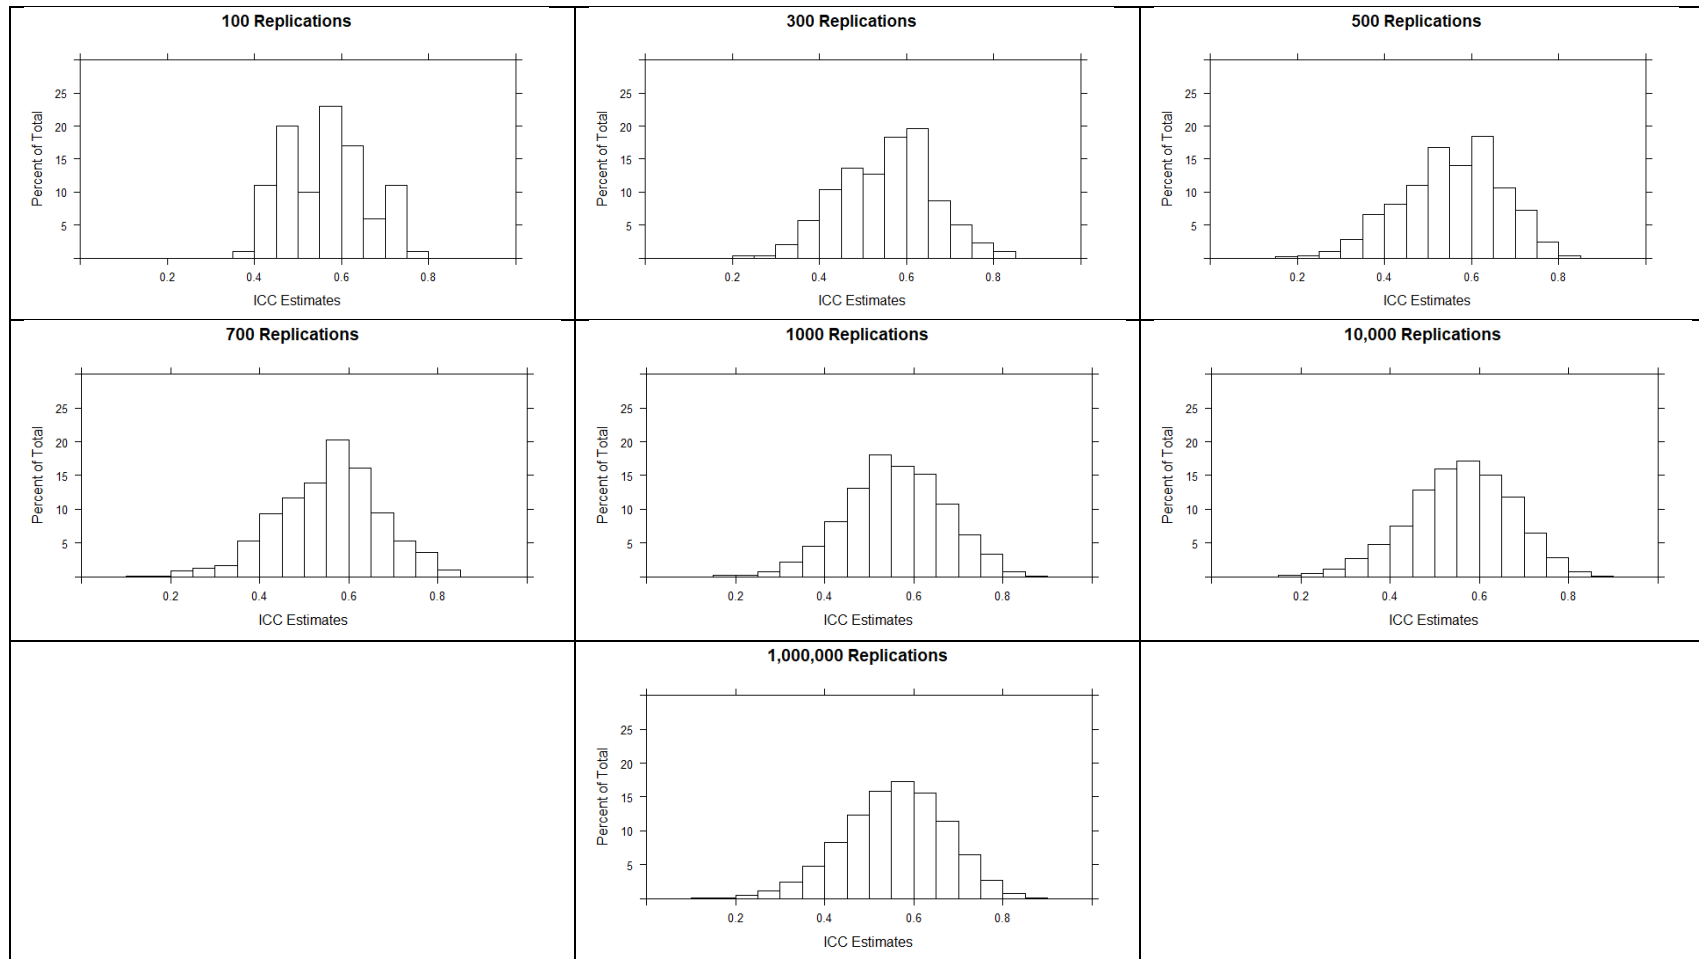 100 Replications
25
20
15
10
5
Percent of Total
0.2 0.4 0.6 0.8
ICC Estimates
300 Replications
25
20
15
10
5
Percent of Total
0.2 0.4 0.6 0.8
ICC Estimates
500 Replications
25
20
15
10
5
Percent of Total
0.2 0.4 0.6 0.8
ICC Estimates
700 Replications
25
20
15
10
5
Percent of Total
0.2 0.4 0.6 0.8
ICC Estimates
1000 Replications
25
20
15
10
5
Percent of Total
0.2 0.4 0.6 0.8
ICC Estimates
10,000 Replications
25
20
15
10
5
Percent of Total
0.2 0.4 0.6 0.8
ICC Estimates
1,000,000 Replications
25
20
15
10
5
Percent of Total
0.2 0.4 0.6 0.8
ICC Estimates